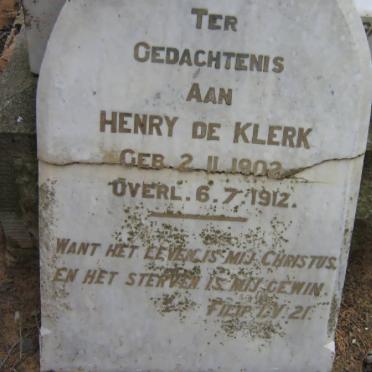 TER
GEDACHTENIS
AAN
HENRY DE KLERK
GEB. 2.11.1902
OVERL. 6.7.1912.
WANT HET LEVEN IS MIJ CHRISTUS.
EN HET STERVEN IS MIJ GEWIN.
FILIP I.V. 21.